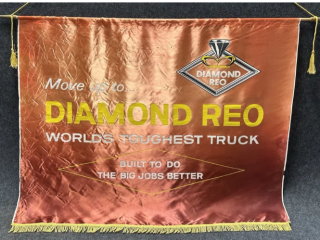 DIAMOND
REO
Move up to
DIAMOND REO
WORLDS TOUGHEST TRUCK
BUILT TO DO
THE BIG JOBS BETTER